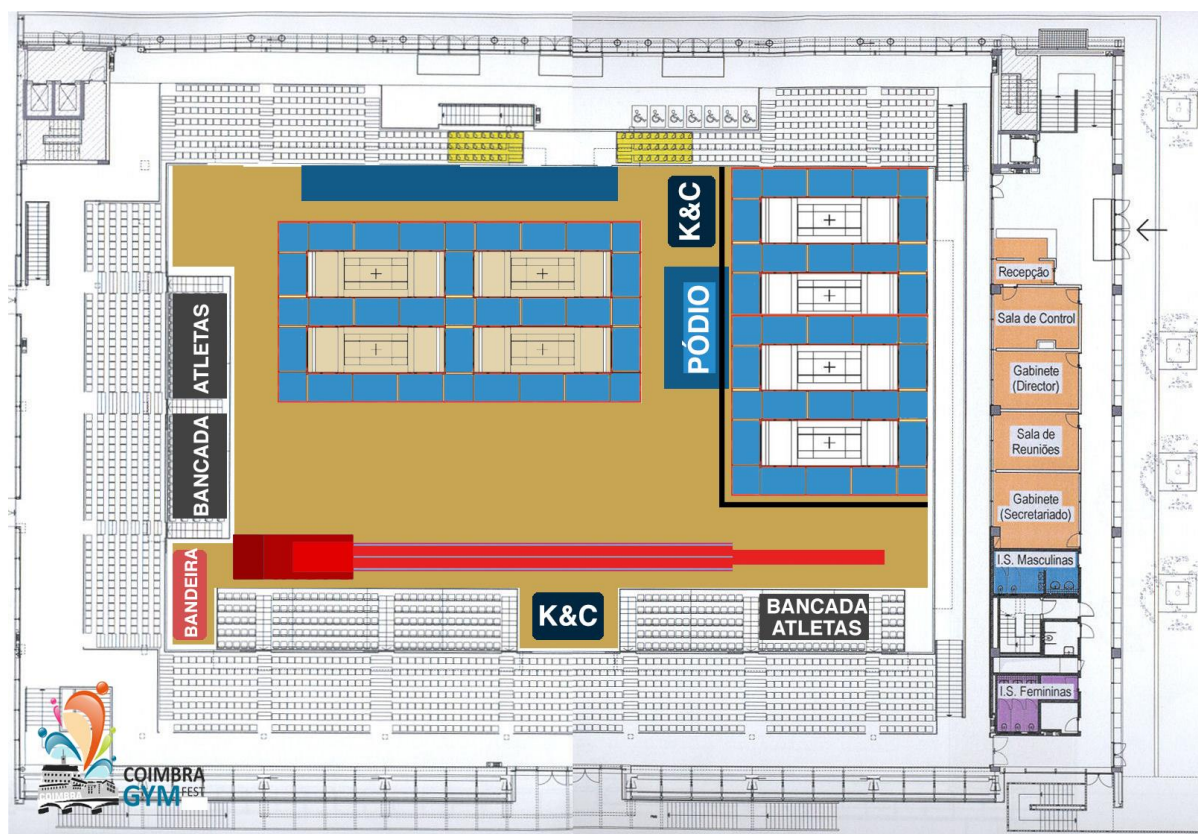 K&C
PÓDIO
Recepção
Sala de Control
Gabinete
(Director)
Sala de
Reuniões
Gabinete
(Secretariado)
I.S. Masculinas
I.S. Femininas
BANCADA ATLETAS
BANDEIRA
K&C
BANCADA
ATLETAS
COIMBRA
GYM FEST
COIMBRA